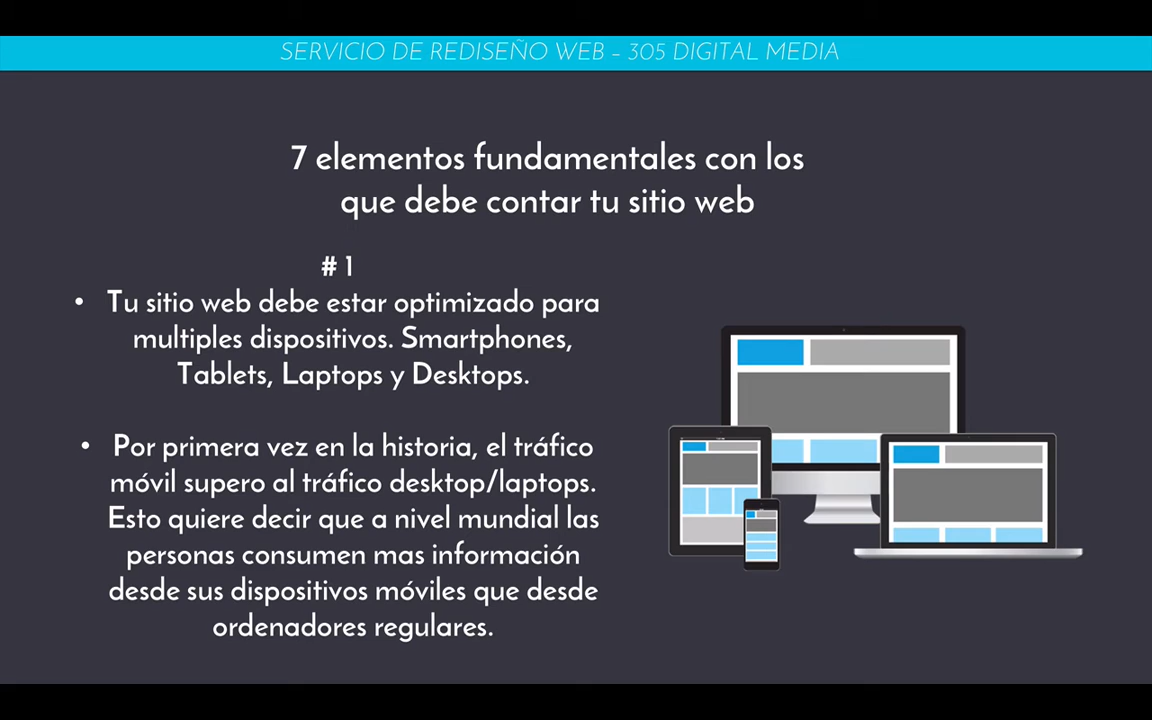 SERVICIO DE REDISEÑO WEB – 305 DIGITAL MEDIA
7 elementos fundamentales con los
que debe contar tu sitio web
# 1
• Tu sitio web debe estar optimizado para
multiples dispositivos. Smartphones,
Tablets, Laptops y Desktops.
• Por primera vez en la historia, el tráfico
móvil supero al tráfico desktop/laptops.
Esto quiere decir que a nivel mundial las
personas consumen mas información
desde sus dispositivos móviles que desde
ordenadores regulares.